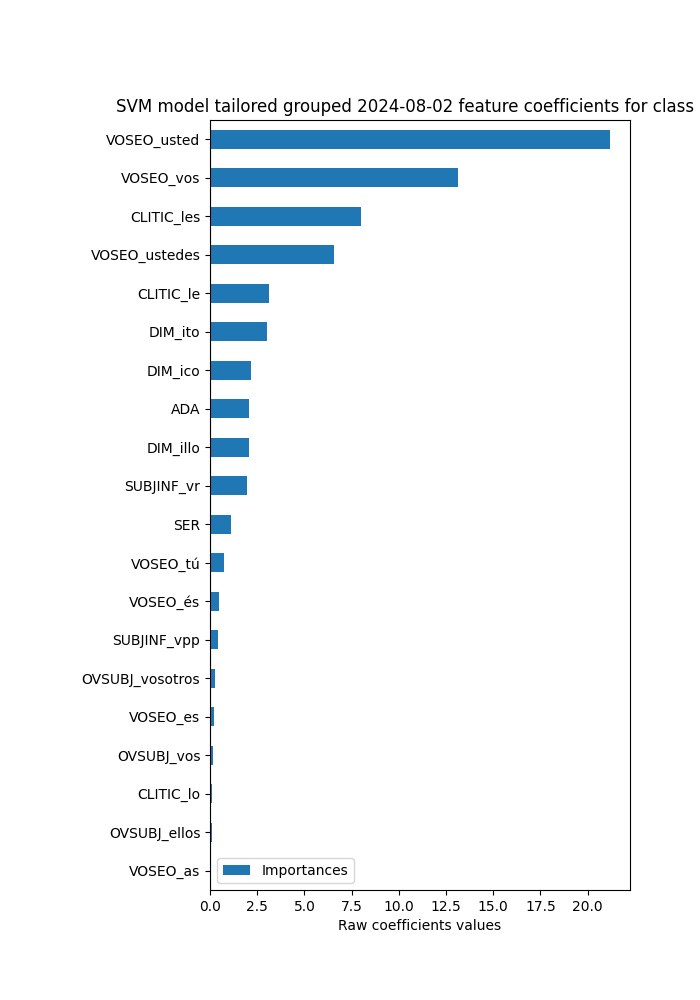 SVM model tailored grouped 2024-08-02 feature coefficients for class
VOSEO_usted
VOSEO_vos
CLITIC_les
VOSEO_ustedes
CLITIC_le
DIM_ito
DIM_ico
ADA
DIM_illo
SUBJINF_vr
SER
VOSEO_tú
VOSEO_és
SUBJINF_vpp
OVSUBJ_vosotros
VOSEO_es
OVSUBJ_vos
CLITIC_lo
OVSUBJ_ellos
VOSEO_as
Importances
0.0 2.5 5.0 7.5 10.0 12.5 15.0 17.5 20.0
Raw coefficients values